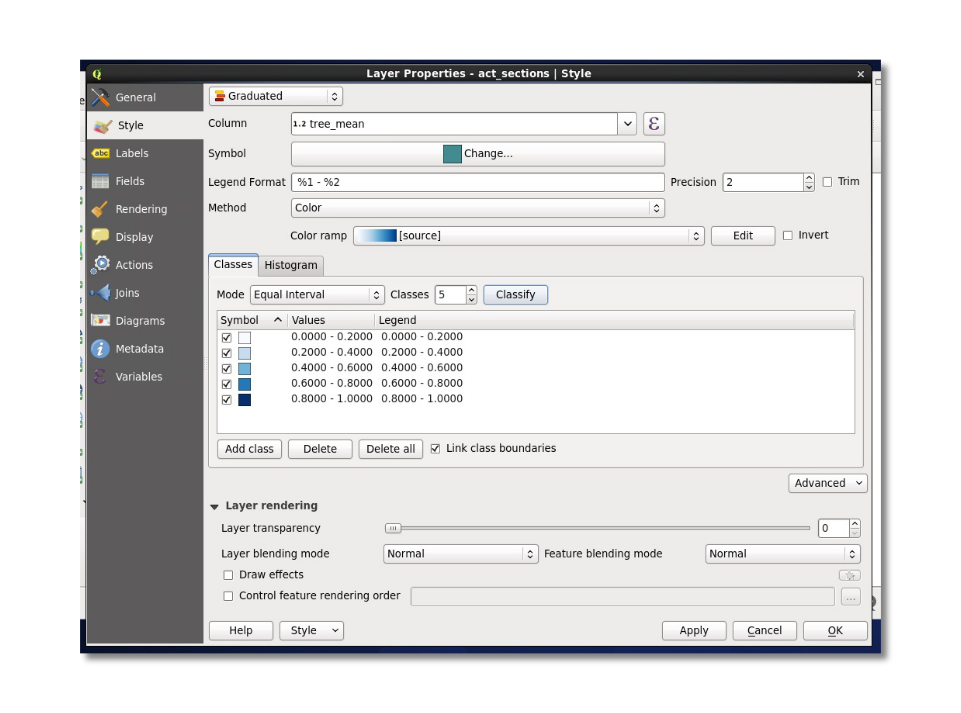 Layer Properties - act_sections | Style
General
Style
Labels
Fields
Rendering
Display
Actions
Joins
Diagrams
Metadata
Variables
Graduated
Column 1.2 tree_mean ε
Symbol Change...
Legend Format %1 - %2 Precision 2 Trim
Method Color
Color ramp [source] Edit Invert
Classes Histogram
Mode Equal Interval Classes 5 Classify
Symbol Values Legend
0.0000 - 0.2000 0.0000 - 0.2000
0.2000 - 0.4000 0.2000 - 0.4000
0.4000 - 0.6000 0.4000 - 0.6000
0.6000 - 0.8000 0.6000 - 0.8000
0.8000 - 1.0000 0.8000 - 1.0000
Add class Delete Delete all Link class boundaries
Advanced
Layer rendering
Layer transparency 0
Layer blending mode Normal Feature blending mode Normal
Draw effects
Control feature rendering order ...
Help Style Apply Cancel OK